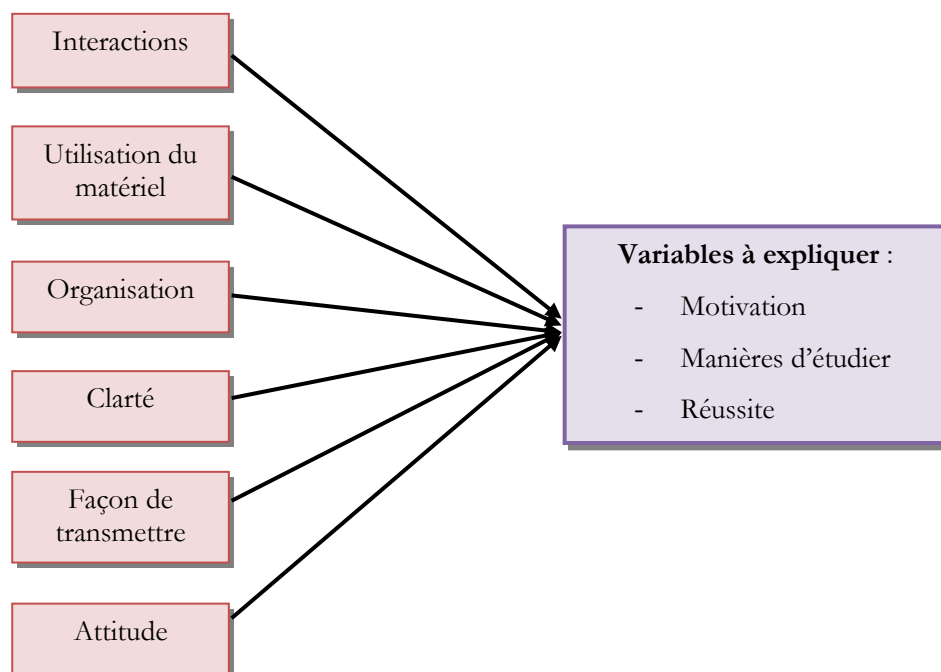 Interactions
Utilisation du
matériel
Organisation
Clarté
Façon de
transmettre
Attitude
Variables à expliquer :
- Motivation
- Manières d'étudier
- Réussite